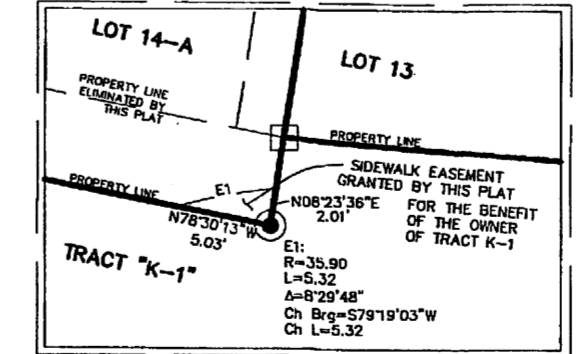 LOT 14-A
LOT 13
PROPERTY LINE
ELIMINATED BY
THIS PLAT
PROPERTY LINE
SIDEWALK EASEMENT
GRANTED BY THIS PLAT
FOR THE BENEFIT
OF THE OWNER
OF TRACT K-1
PROPERTY LINE
E1
N08°23'36"E
2.01'
N78°30'13"W
5.03'
TRACT "K-1"
E1:
R=35.90
L=5.32
Δ=8°29'48"
Ch Brg=S79°19'03"W
Ch L=5.32